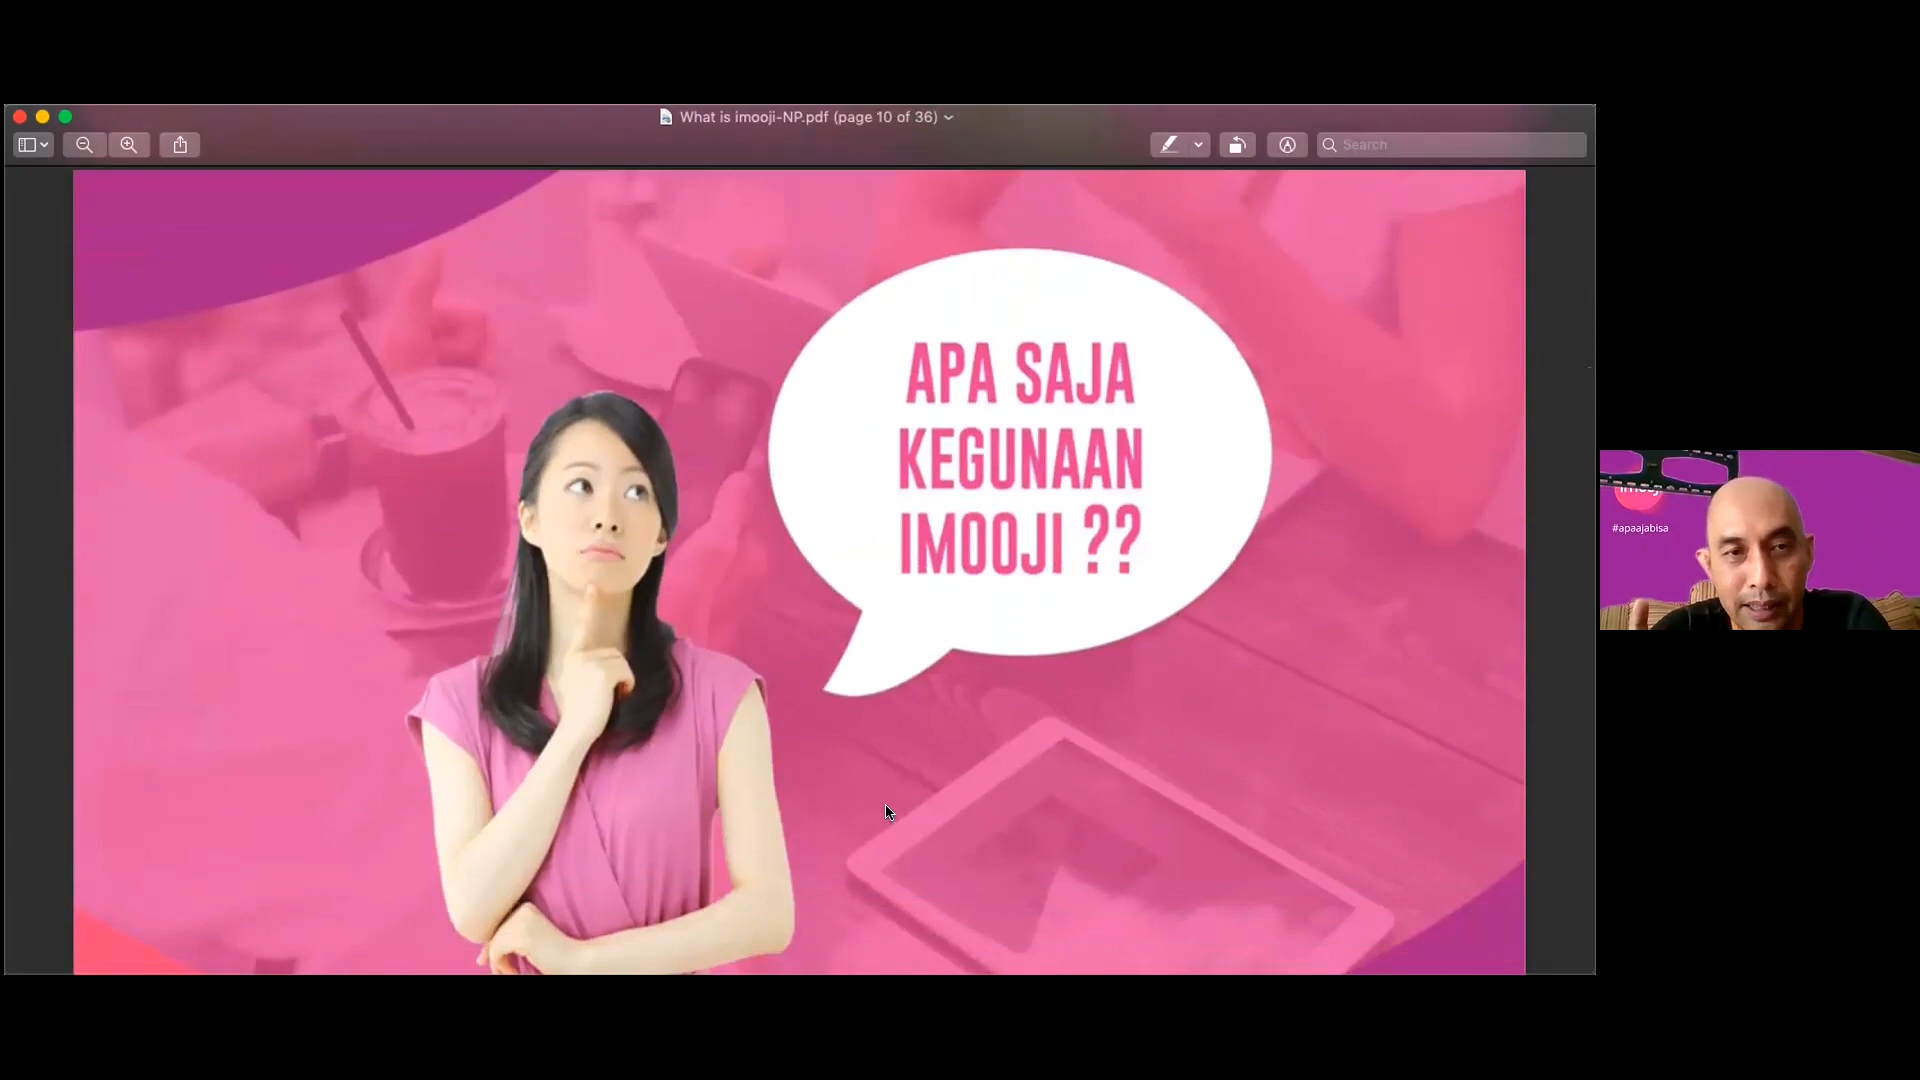 What is imooji-NP.pdf (page 10 of 36)
Search
APA SAJA
KEGUNAAN
IMOOJI ??
#apaajabisa